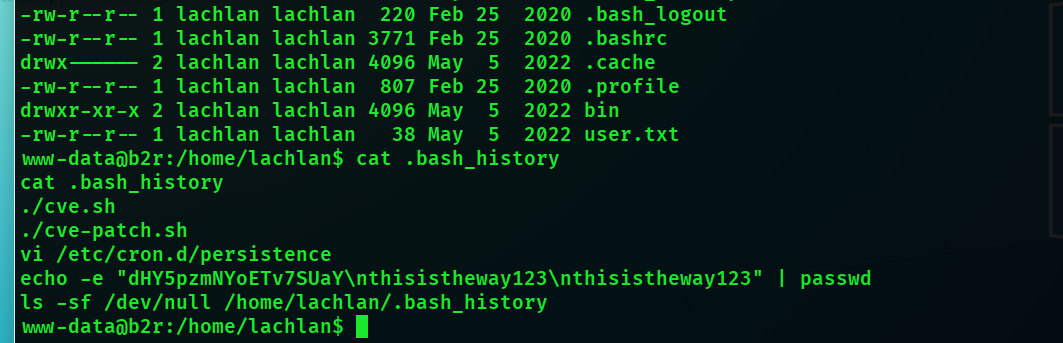 -rw-r--r-- 1 lachlan lachlan  220 Feb 25  2020 .bash_logout
-rw-r--r-- 1 lachlan lachlan 3771 Feb 25  2020 .bashrc
drwx------ 2 lachlan lachlan 4096 May  5  2022 .cache
-rw-r--r-- 1 lachlan lachlan  807 Feb 25  2020 .profile
drwxr-xr-x 2 lachlan lachlan 4096 May  5  2022 bin
-rw-r--r-- 1 lachlan lachlan   38 May  5  2022 user.txt
www-data@b2r:/home/lachlan$ cat .bash_history
cat .bash_history
./cve.sh
./cve-patch.sh
vi /etc/cron.d/persistence
echo -e "dHY5pzmNYoETv7SUaY\nthisistheway123\nthisistheway123" | passwd
ls -sf /dev/null /home/lachlan/.bash_history
www-data@b2r:/home/lachlan$